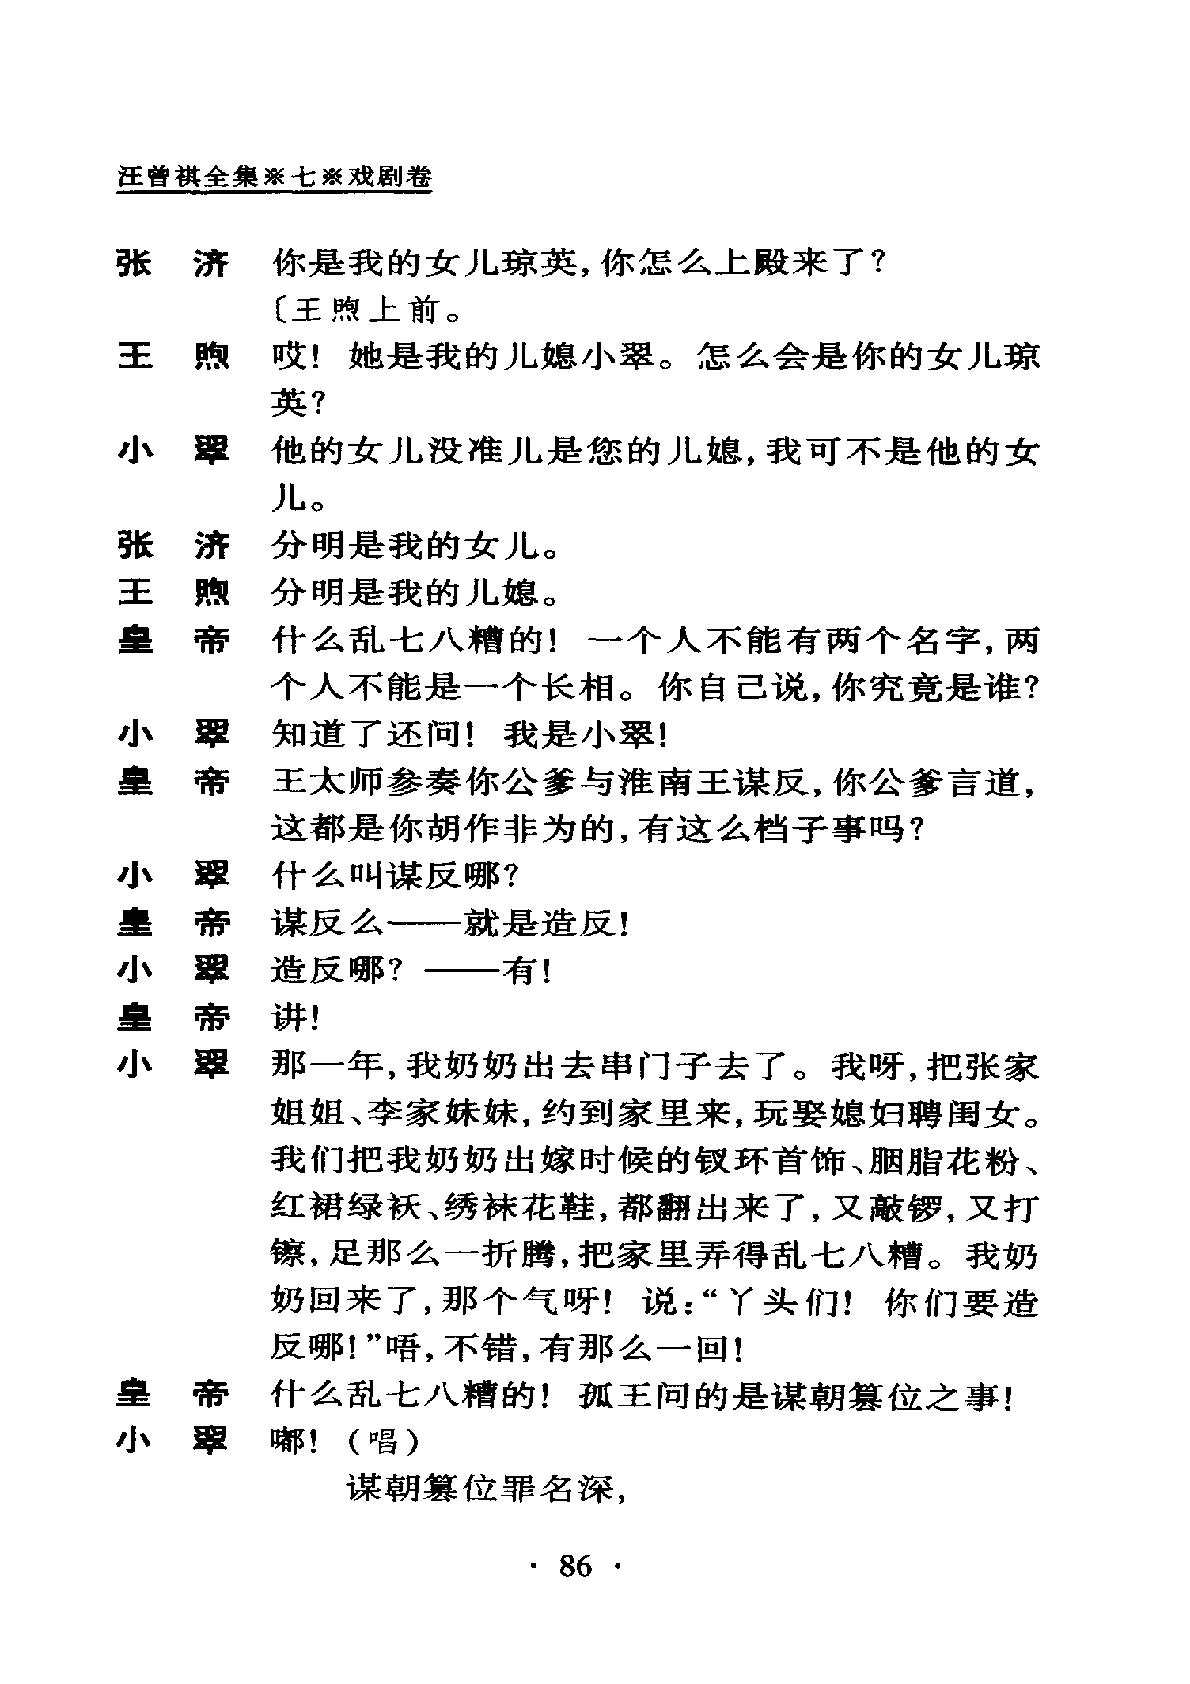 汪曾祺全集※七※戏剧卷
张　济　你是我的女儿琼英,你怎么上殿来了?
〔王煦上前。
王　煦　哎! 她是我的儿媳小翠。怎么会是你的女儿琼
英?
小　翠　他的女儿没准儿是您的儿媳,我可不是他的女
儿。
张　济　分明是我的女儿。
王　煦　分明是我的儿媳。
皇　帝　什么乱七八糟的! 一个人不能有两个名字,两
个人不能是一个长相。你自己说,你究竟是谁?
小　翠　知道了还问! 我是小翠!
皇　帝　王太师参奏你公爹与淮南王谋反,你公爹言道,
这都是你胡作非为的,有这么档子事吗?
小　翠　什么叫谋反哪?
皇　帝　谋反么——就是造反!
小　翠　造反哪? ——有!
皇　帝　讲!
小　翠　那一年,我奶奶出去串门子去了。我呀,把张家
姐姐、李家妹妹,约到家里来,玩娶媳妇聘闺女。
我们把我奶奶出嫁时候的钗环首饰、胭脂花粉、
红裙绿袄、绣袜花鞋,都翻出来了,又敲锣,又打
镲,足那么一折腾,把家里弄得乱七八糟。我奶
奶回来了,那个气呀! 说:“丫头们! 你们要造
反哪!”唔,不错,有那么一回!
皇　帝　什么乱七八糟的! 孤王问的是谋朝篡位之事!
小　翠　嘟! (唱)
谋朝篡位罪名深,
· 86 ·